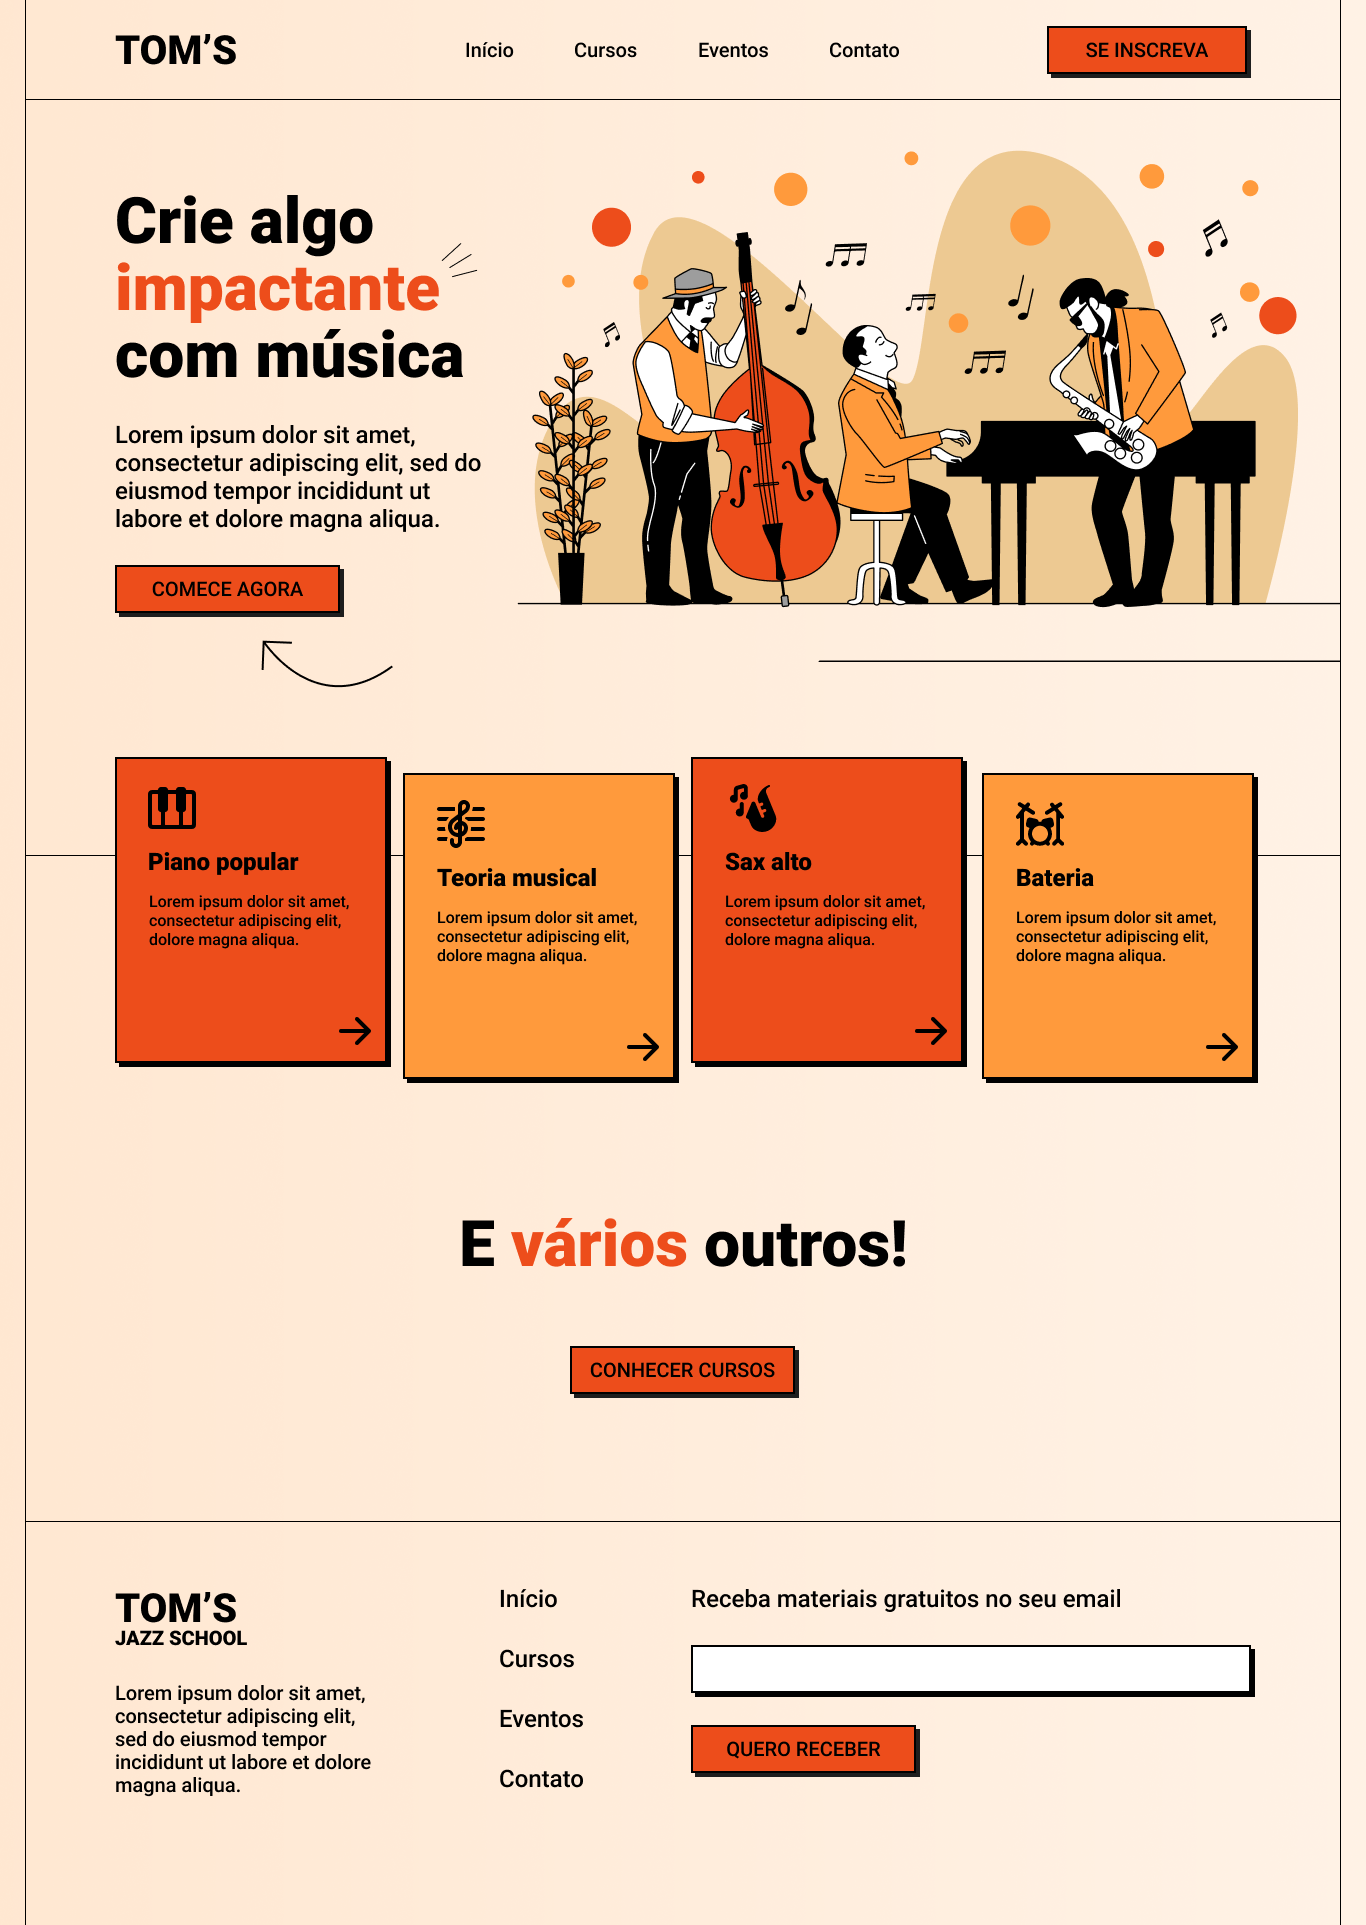 TOM’S
Início
Cursos
Eventos
Contato
SE INSCREVA
Crie algo
impactante
com música
Lorem ipsum dolor sit amet,
consectetur adipiscing elit, sed do
eiusmod tempor incididunt ut
labore et dolore magna aliqua.
COMECE AGORA
Piano popular
Lorem ipsum dolor sit amet,
consectetur adipiscing elit,
dolore magna aliqua.
Teoria musical
Lorem ipsum dolor sit amet,
consectetur adipiscing elit,
dolore magna aliqua.
Sax alto
Lorem ipsum dolor sit amet,
consectetur adipiscing elit,
dolore magna aliqua.
Bateria
Lorem ipsum dolor sit amet,
consectetur adipiscing elit,
dolore magna aliqua.
E vários outros!
CONHECER CURSOS
TOM’S
JAZZ SCHOOL
Lorem ipsum dolor sit amet,
consectetur adipiscing elit,
sed do eiusmod tempor
incididunt ut labore et dolore
magna aliqua.
Início
Cursos
Eventos
Contato
Receba materiais gratuitos no seu email
QUERO RECEBER